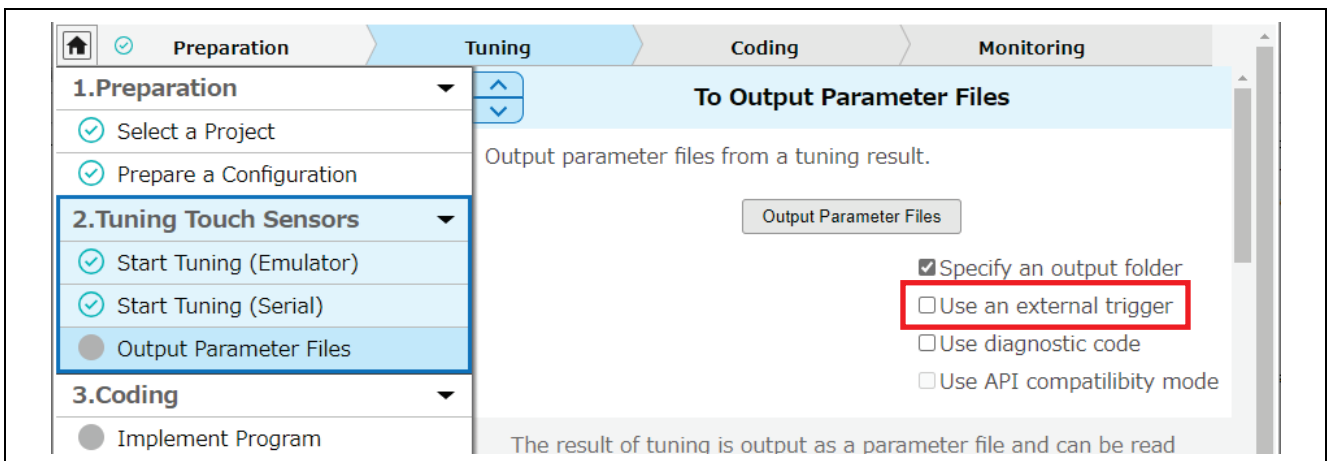 Preparation
Tuning
Coding
Monitoring
1.Preparation
Select a Project
Prepare a Configuration
2.Tuning Touch Sensors
Start Tuning (Emulator)
Start Tuning (Serial)
Output Parameter Files
3.Coding
Implement Program
To Output Parameter Files
Output parameter files from a tuning result.
Output Parameter Files
Specify an output folder
Use an external trigger
Use diagnostic code
Use API compatilibity mode
The result of tuning is output as a parameter file and can be read